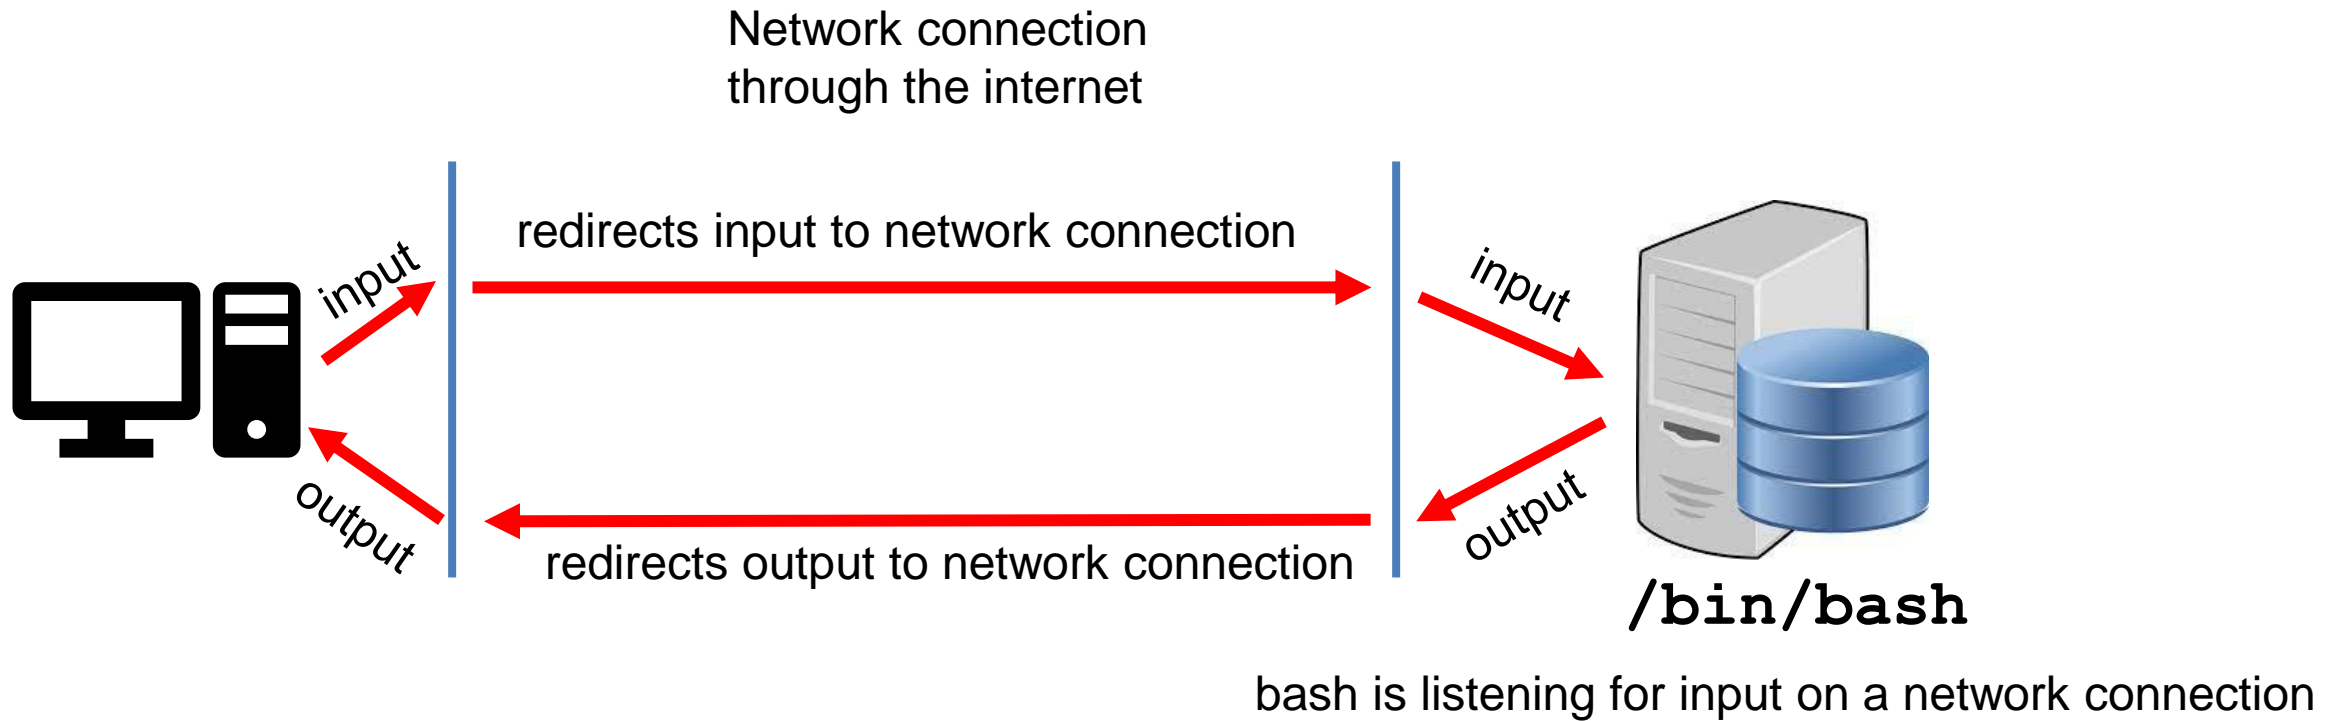 Network connection
through the internet
input
redirects input to network connection
input
output
redirects output to network connection
output
/bin/bash
bash is listening for input on a network connection